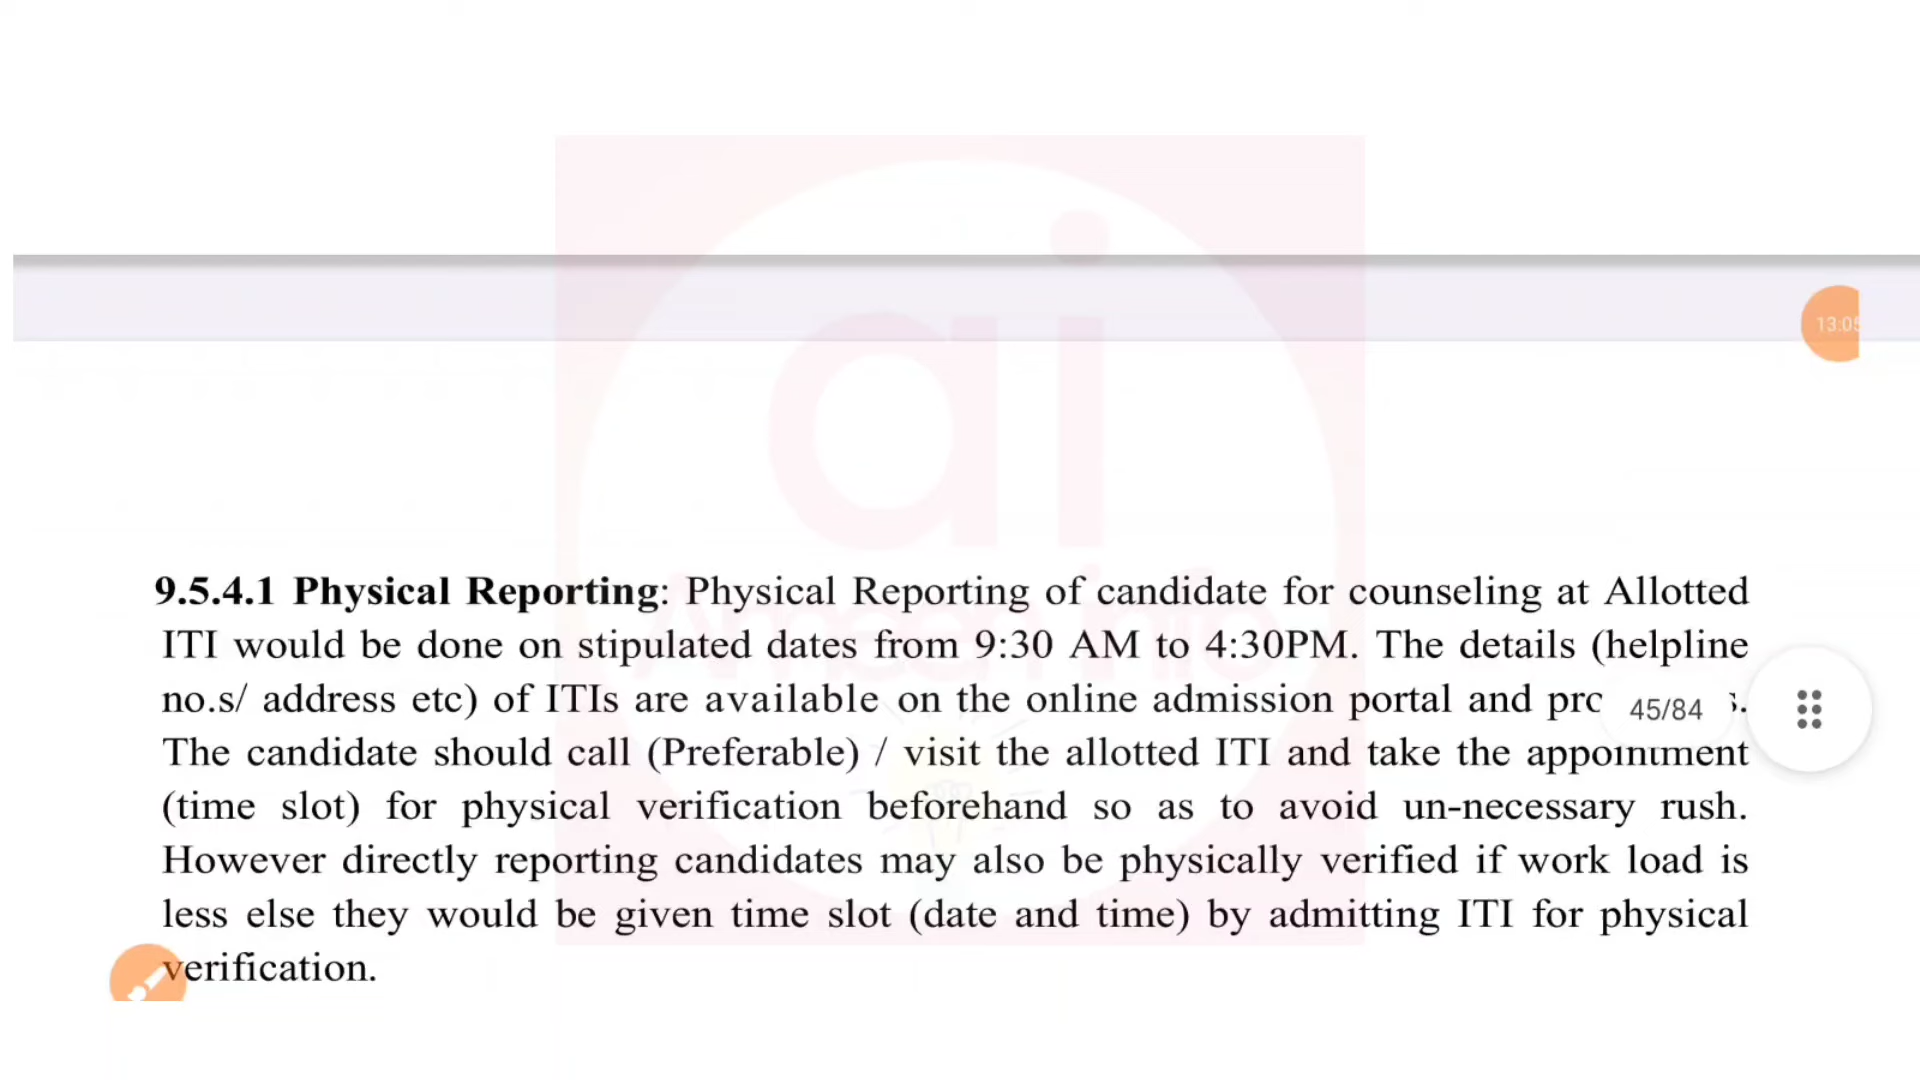 13:05
9.5.4.1 Physical Reporting: Physical Reporting of candidate for counseling at Allotted
ITI would be done on stipulated dates from 9:30 AM to 4:30PM. The details (helpline
no.s/ address etc) of ITIs are available on the online admission portal and
45/84
The candidate should call (Preferable) / visit the allotted ITI and take the appointment
(time slot) for physical verification beforehand so as to avoid un-necessary rush.
However directly reporting candidates may also be physically verified if work load is
less else they would be given time slot (date and time) by admitting ITI for physical
verification.
ai